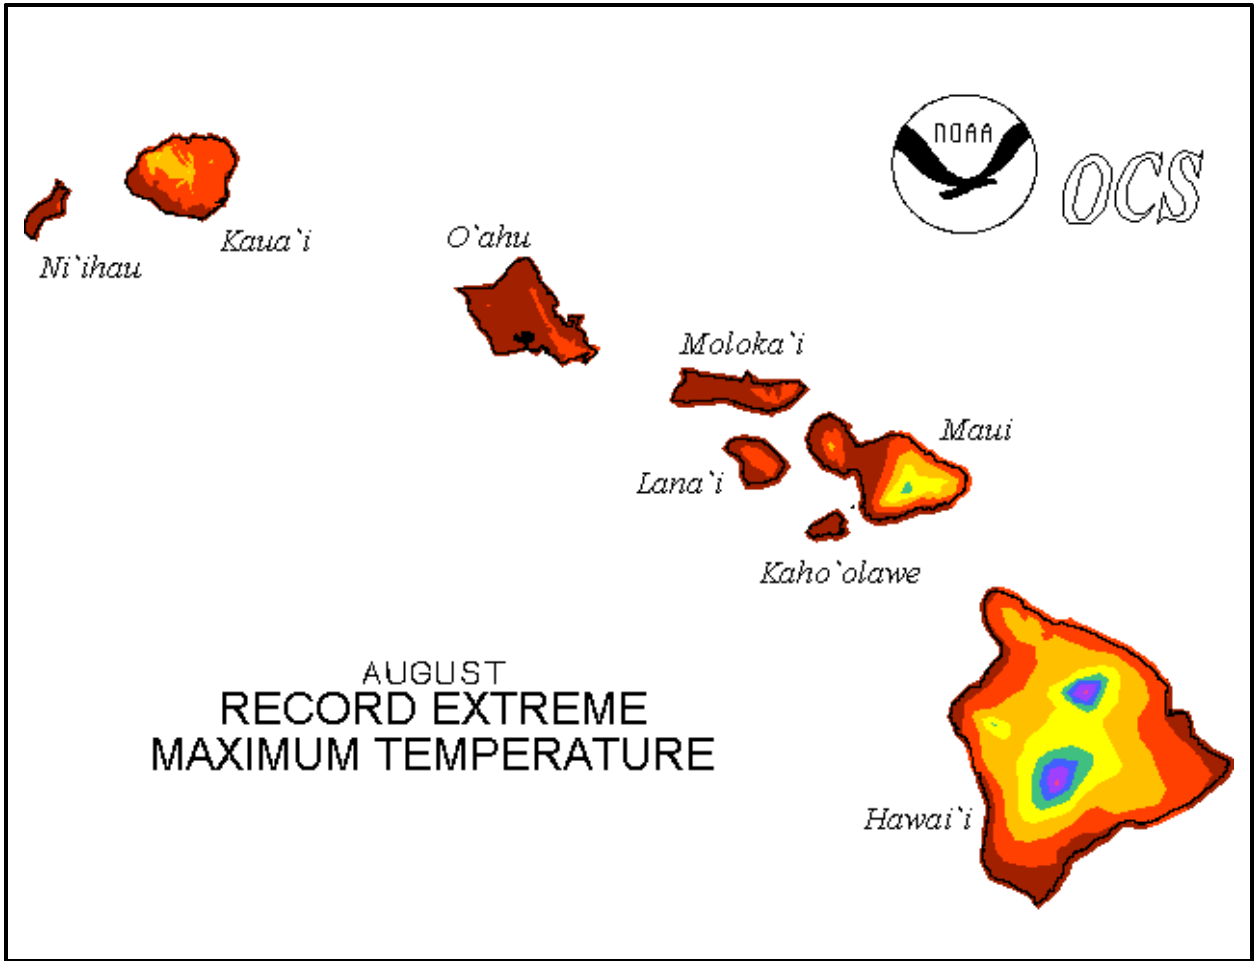 NOAA
OCS
Kaua`i
O`ahu
Ni`ihau
Moloka`i
Maui
Lana`i
Kaho`olawe
AUGUST
RECORD EXTREME
MAXIMUM TEMPERATURE
Hawai`i